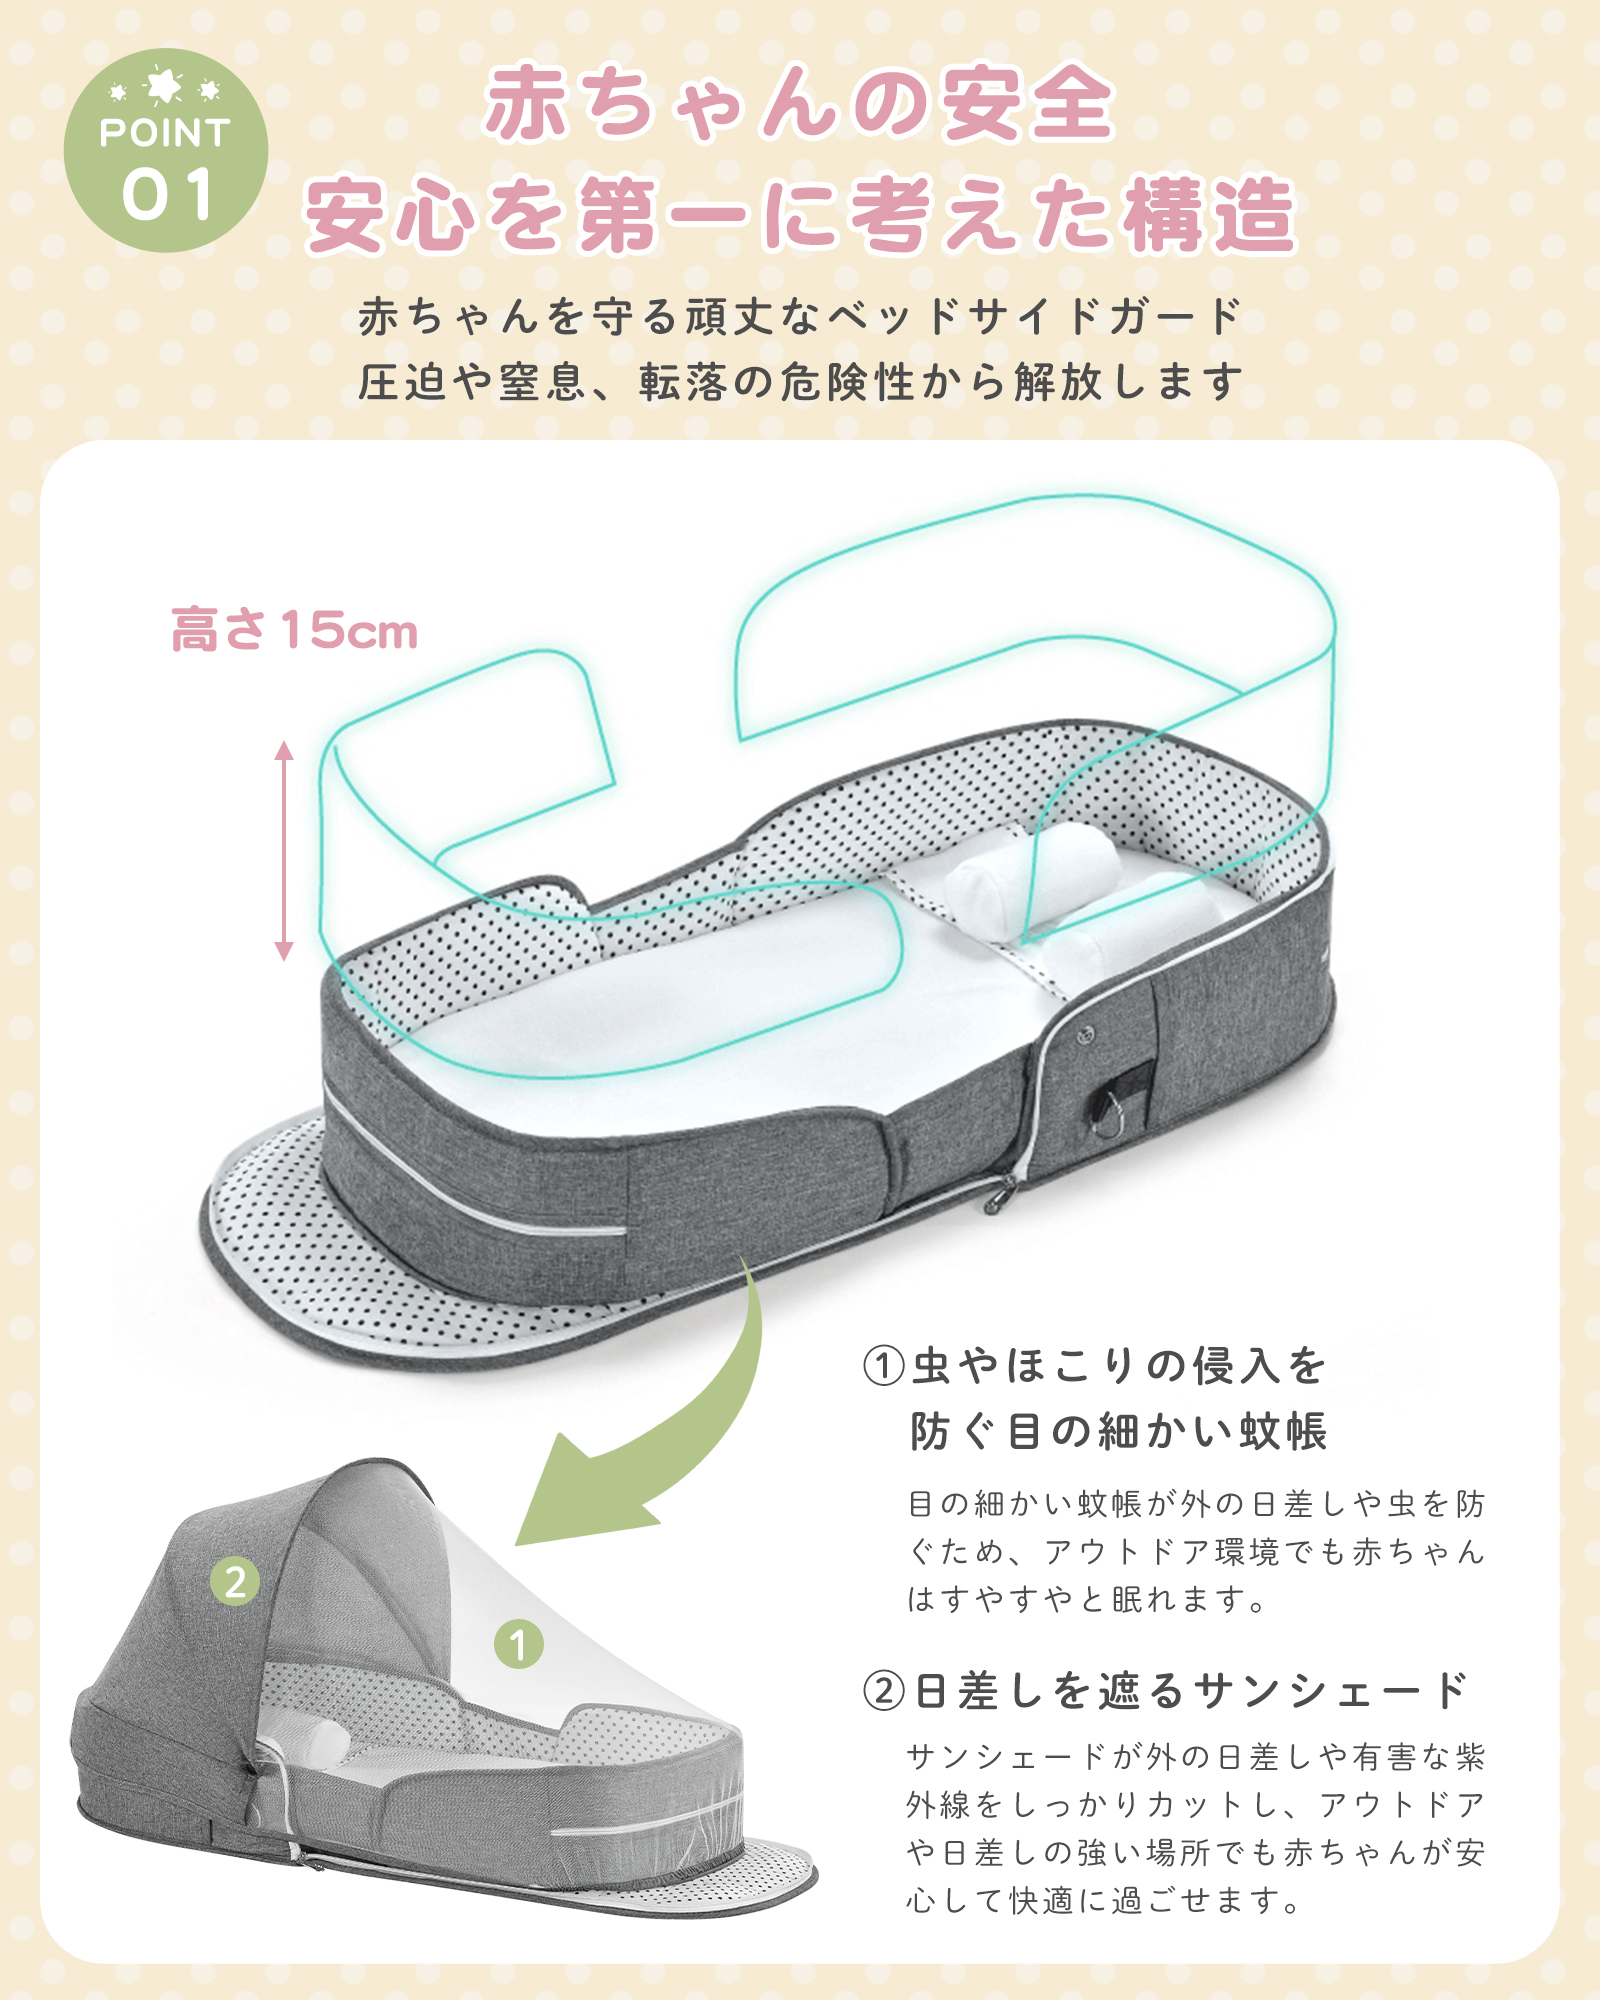 POINT
01
赤ちゃんの安全
安心を第一に考えた構造
赤ちゃんを守る頑丈なベッドサイドガード
圧迫や窒息、転落の危険性から解放します
高さ15cm
①虫やほこりの侵入を
防ぐ目の細かい蚊帳
目の細かい蚊帳が外の日差しや虫を防
ぐため、アウトドア環境でも赤ちゃん
はすやすやと眠れます。
2
1
②日差しを遮るサンシェード
サンシェードが外の日差しや有害な紫
外線をしっかりカットし、アウトドア
や日差しの強い場所でも赤ちゃんが安
心して快適に過ごせます。